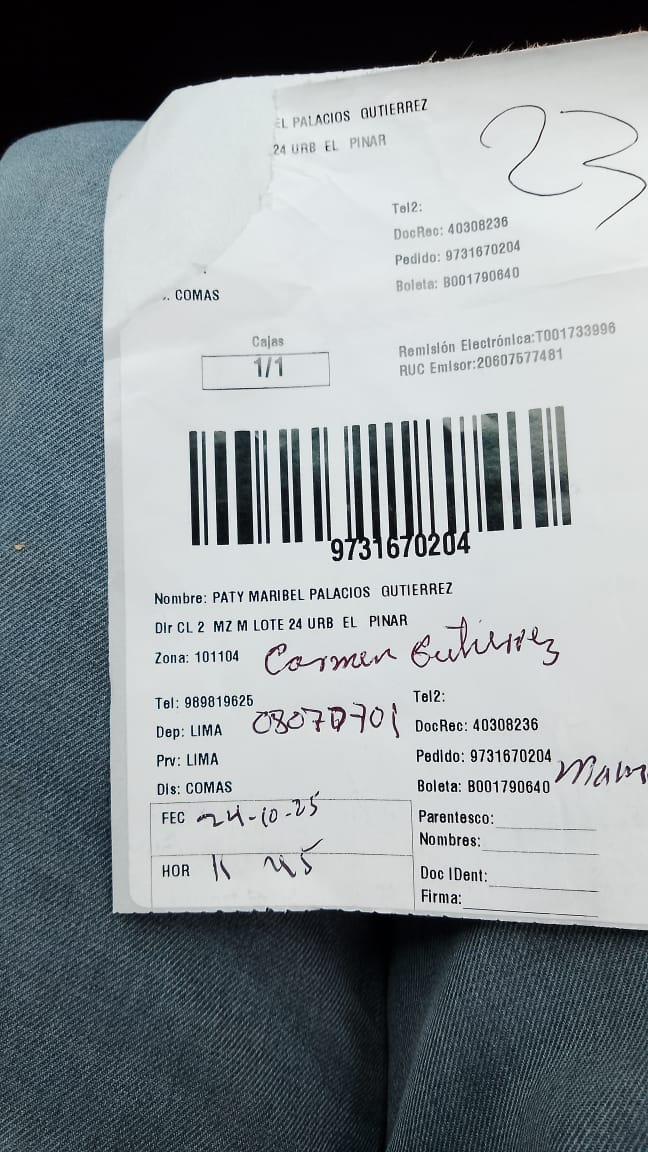 EL PALACIOS GUTIERREZ
24 URB EL PINAR
23
Tel2:
DocRec: 40308236
Pedido: 9731670204
Boleta: B001790640
. COMAS
Cajas
1/1
Remisión Electrónica:T001733996
RUC Emisor:20607577481
9731670204
Nombre: PATY MARIBEL PALACIOS GUTIERREZ
Dir CL 2 MZ M LOTE 24 URB EL PINAR
Zona: 101104 Carmen Gutierrez
Tel: 989819625
Tel2:
Dep: LIMA 08070701
DocRec: 40308236
Prv: LIMA
Pedido: 9731670204
Dis: COMAS
Boleta: B001790640
FEC 24-10-25
Parentesco:
Nombres:
HOR 11 45
Doc IDent:
Firma: